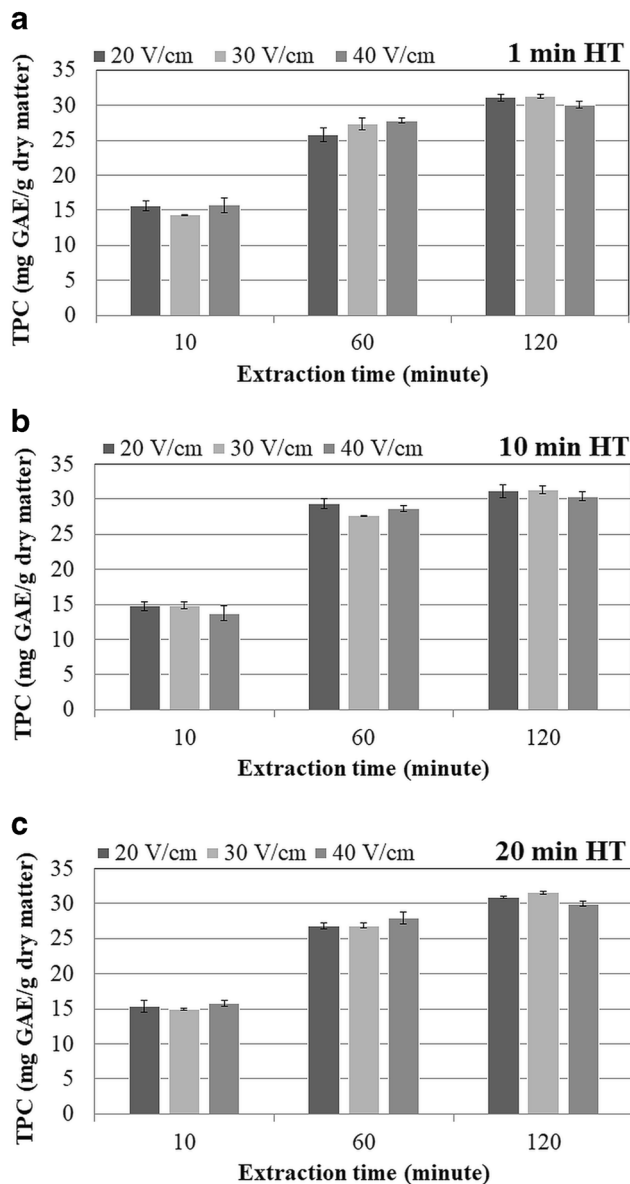 a
20 V/cm 30 V/cm 40 V/cm 1 min HT
TPC (mg GAE/g dry matter)
35
30
25
20
15
10
5
0
10 60 120
Extraction time (minute)
b
20 V/cm 30 V/cm 40 V/cm 10 min HT
TPC (mg GAE/g dry matter)
35
30
25
20
15
10
5
0
10 60 120
Extraction time (minute)
c
20 V/cm 30 V/cm 40 V/cm 20 min HT
TPC (mg GAE/g dry matter)
35
30
25
20
15
10
5
0
10 60 120
Extraction time (minute)